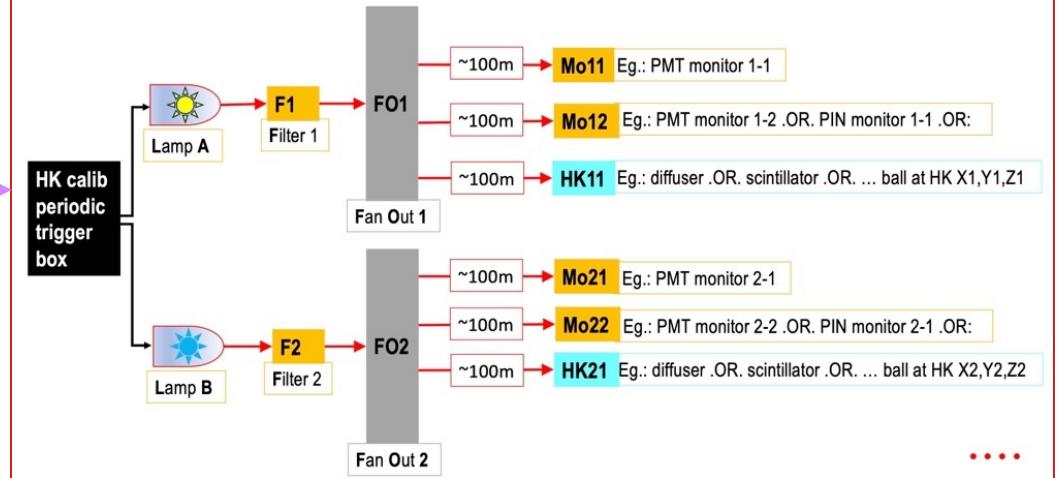 HK calib
periodic
trigger
box
Lamp A
F1
Filter 1
FO1
Fan Out 1
~100m
Mo11
Eg.: PMT monitor 1-1
~100m
Mo12
Eg.: PMT monitor 1-2 .OR. PIN monitor 1-1 .OR:
~100m
HK11
Eg.: diffuser .OR. scintillator .OR. ... ball at HK X1,Y1,Z1
Lamp B
F2
Filter 2
FO2
Fan Out 2
~100m
Mo21
Eg.: PMT monitor 2-1
~100m
Mo22
Eg.: PMT monitor 2-2 .OR. PIN monitor 2-1 .OR:
~100m
HK21
Eg.: diffuser .OR. scintillator .OR. ... ball at HK X2,Y2,Z2